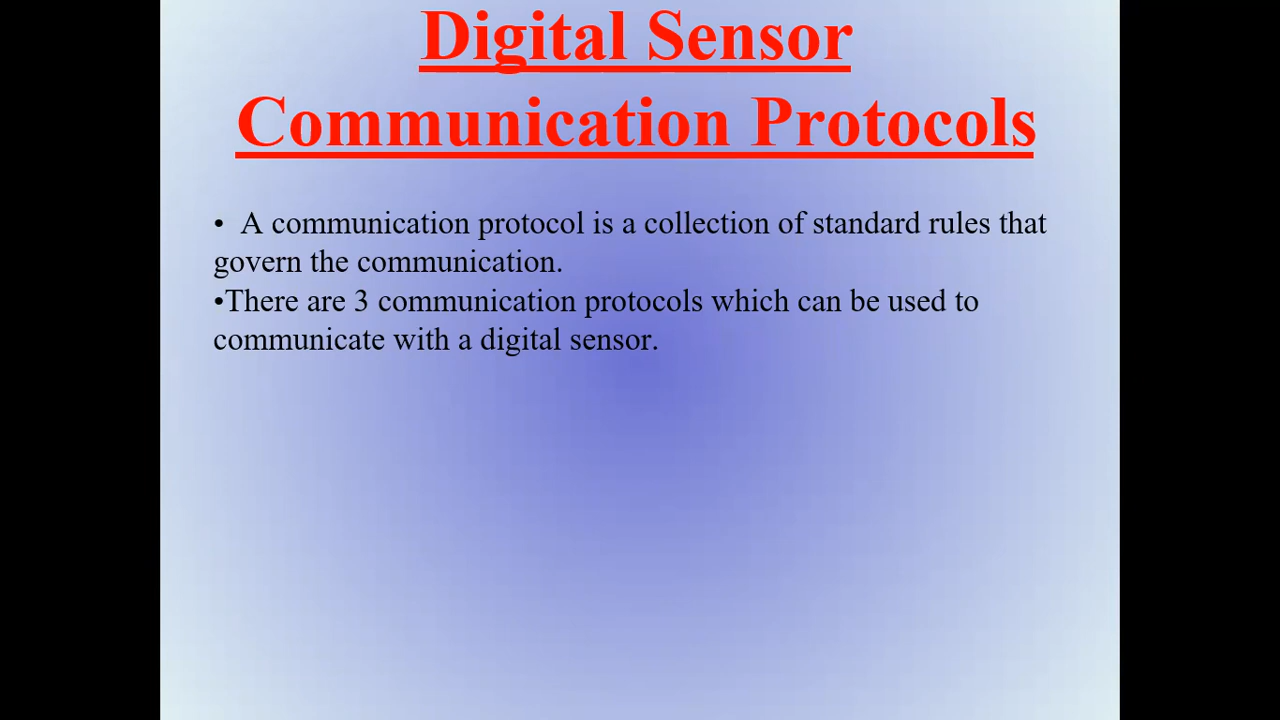 Digital Sensor
Communication Protocols
• A communication protocol is a collection of standard rules that
govern the communication.
•There are 3 communication protocols which can be used to
communicate with a digital sensor.